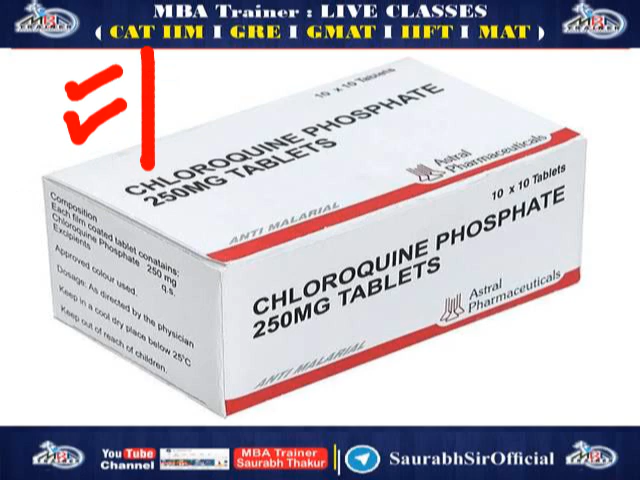 MBA Trainer : LIVE CLASSES
( CAT IIM I GRE I GMAT I IIFT I MAT )
10 x 10 Tablets
CHLOROQUINE PHOSPHATE
250MG TABLETS
Astral
Pharmaceuticals
ANTI MALARIAL
Composition
Each film coated tablet conatains:
Chloroquine Phosphate 250 mg
Excipients q.s.
Approved colour used.
Dosage: As directed by the physician
Keep in a cool dry place below 25°C
Keep out of reach of children.
10 x 10 Tablets
CHLOROQUINE PHOSPHATE
250MG TABLETS
Astral
Pharmaceuticals
ANTI MALARIAL
You Tube
Channel
MBA Trainer
Saurabh Thakur
SaurabhSirOfficial